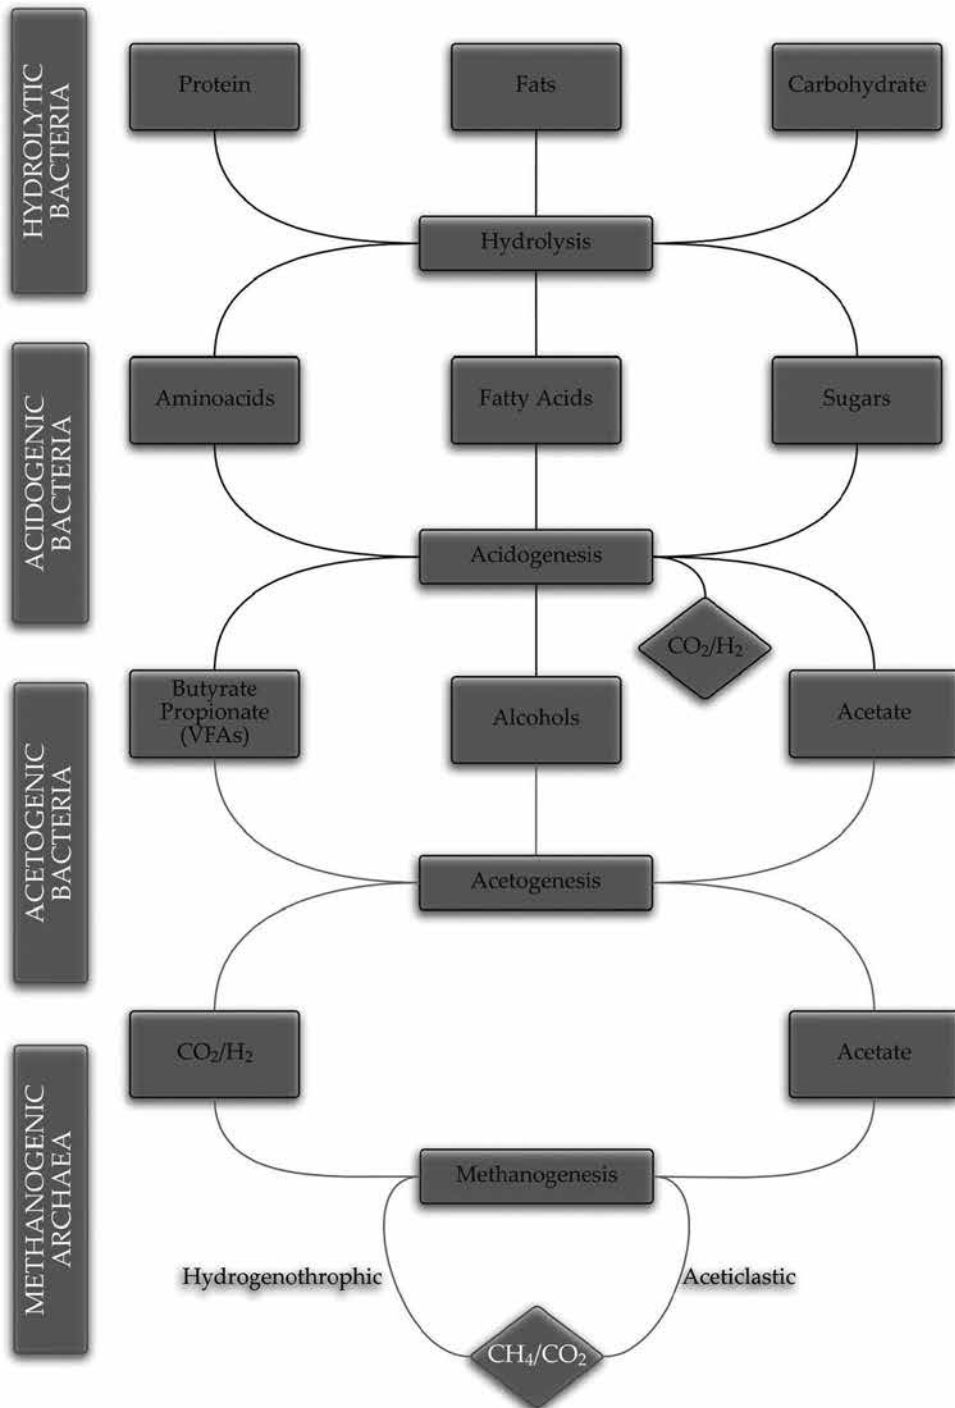 HYDROLYTIC
BACTERIA
Protein
Fats
Carbohydrate
Hydrolysis
ACIDOGENIC
BACTERIA
Aminoacids
Fatty Acids
Sugars
Acidogenesis
CO₂/H₂
ACETOGENIC
BACTERIA
Butyrate
Propionate
(VFAs)
Alcohols
Acetate
Acetogenesis
METHANOGENIC
ARCHAEA
CO₂/H₂
Acetate
Methanogenesis
Hydrogenothrophic
Aceticlastic
CH₄/CO₂